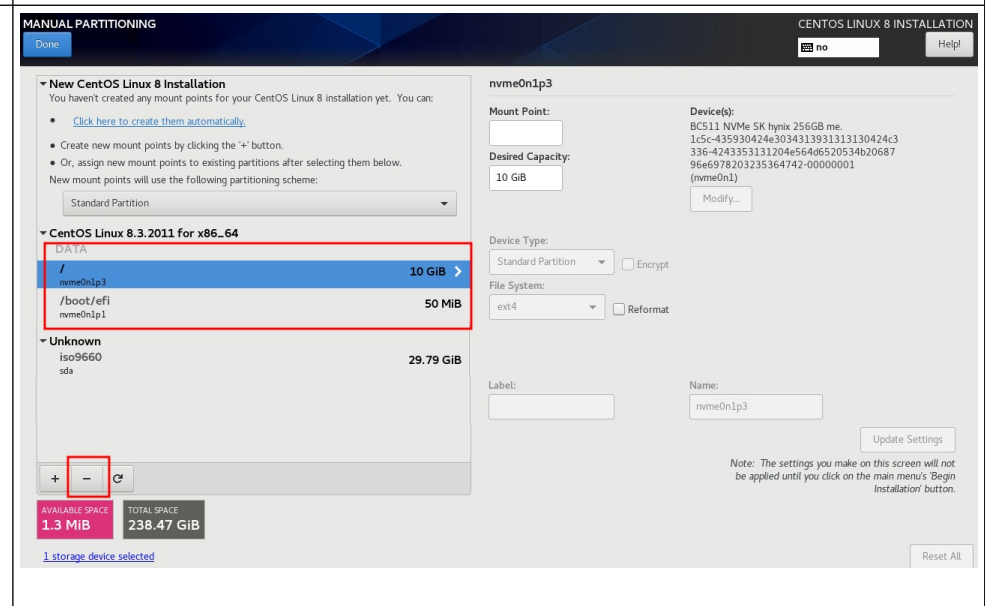 MANUAL PARTITIONING
CENTOS LINUX 8 INSTALLATION
Done
no
Help!
New CentOS Linux 8 Installation
You haven't created any mount points for your CentOS Linux 8 installation yet. You can:
• Click here to create them automatically.
• Create new mount points by clicking the '+' button.
• Or, assign new mount points to existing partitions after selecting them below.
New mount points will use the following partitioning scheme:
Standard Partition
CentOS Linux 8.3.2011 for x86_64
DATA
/
10 GiB
nvme0n1p3
/boot/efi
50 MiB
nvme0n1p1
Unknown
iso9660
29.79 GiB
sda
+ − C
AVAILABLE SPACE
1.3 MiB
TOTAL SPACE
238.47 GiB
1 storage device selected
nvme0n1p3
Mount Point:
Desired Capacity:
10 GiB
Device(s):
BC511 NVMe SK hynix 256GB me.
1c5c-435930424e3034313931313130424c3
336-4243353131204e564d6520534b20687
96e6978203235364742-00000001
(nvme0n1)
Modify...
Device Type:
Standard Partition
Encrypt
File System:
ext4
Reformat
Label:
Name:
nvme0n1p3
Update Settings
Note: The settings you make on this screen will not
be applied until you click on the main menu's 'Begin
Installation' button.
Reset All